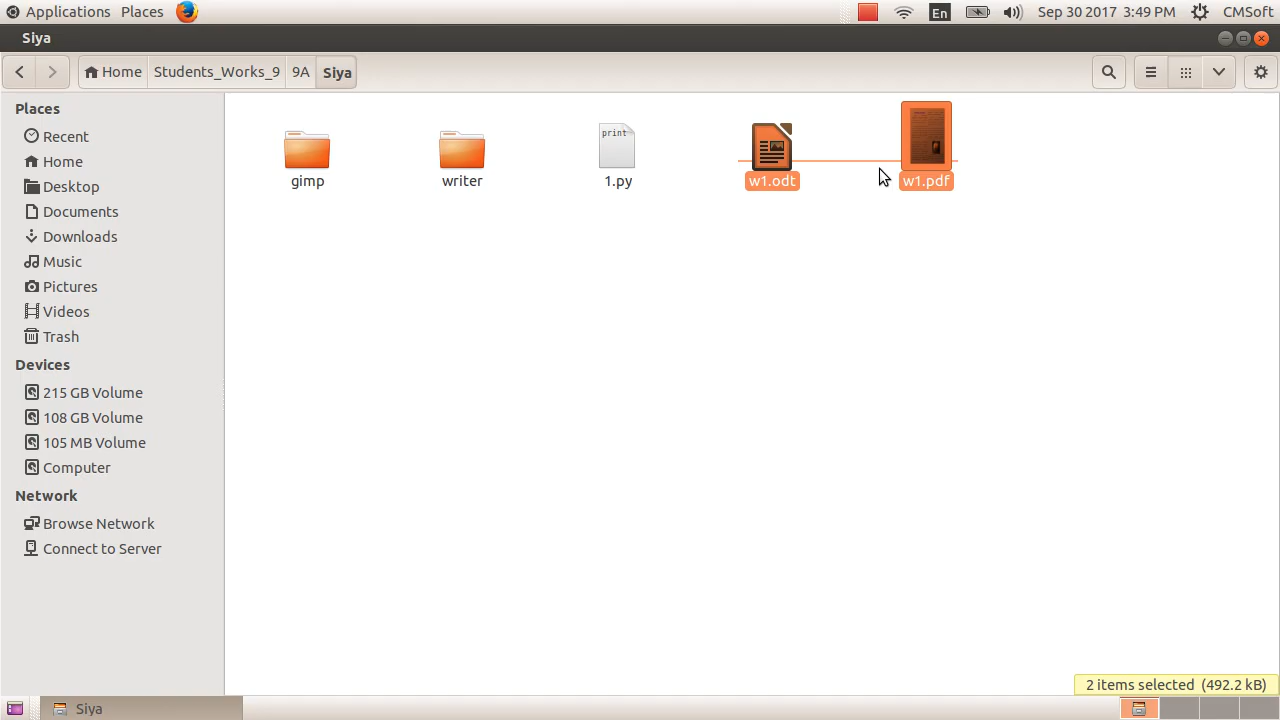 Applications Places En Sep 30 2017 3:49 PM CMSoft
Siya
Home Students_Works_9 9A Siya
Places
Recent
Home
Desktop
Documents
Downloads
Music
Pictures
Videos
Trash
Devices
215 GB Volume
108 GB Volume
105 MB Volume
Computer
Network
Browse Network
Connect to Server
print
gimp writer 1.py w1.odt w1.pdf
2 items selected (492.2 kB)
Siya